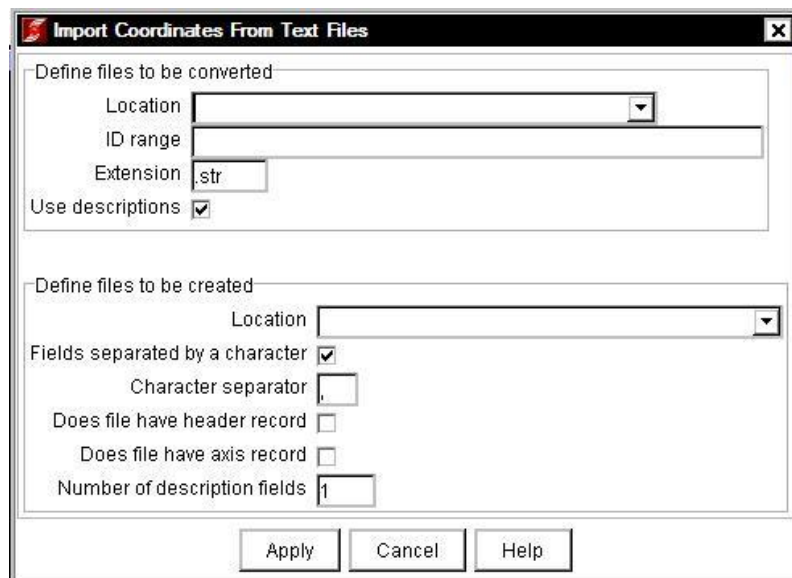 Import Coordinates From Text Files
Define files to be converted
Location
ID range
Extension .str
Use descriptions
Define files to be created
Location
Fields separated by a character
Character separator ,
Does file have header record
Does file have axis record
Number of description fields 1
Apply Cancel Help